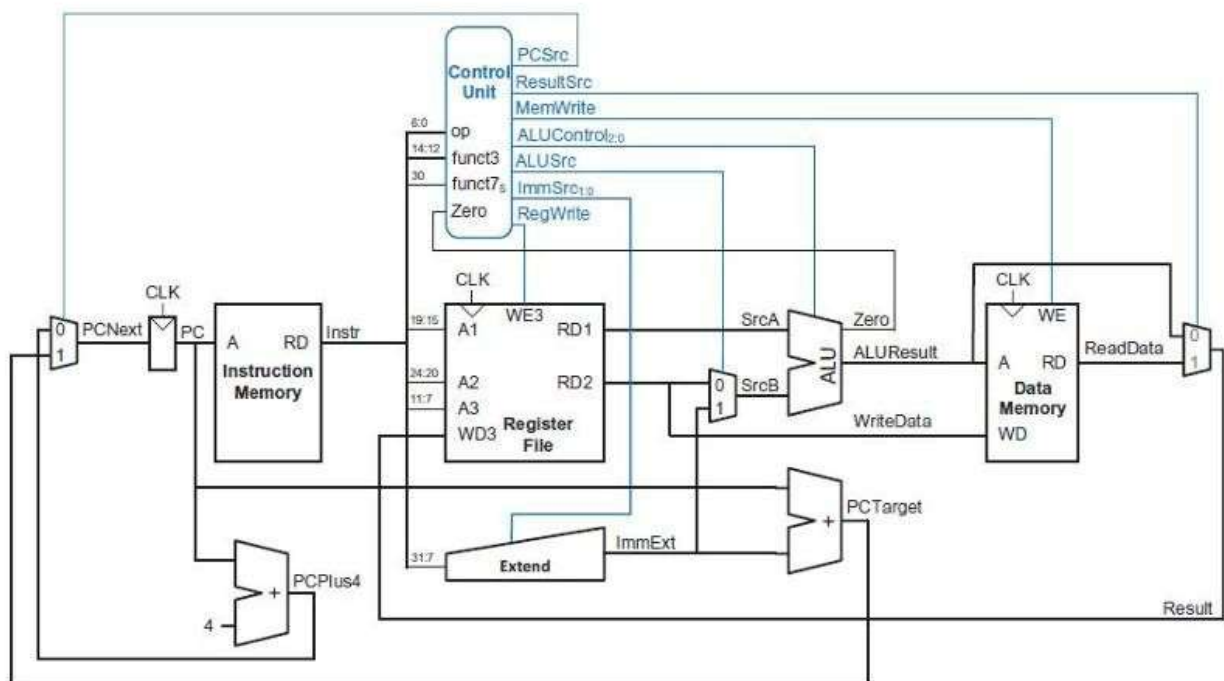 PCSrc
Control
Unit
ResultSrc
MemWrite
6:0
op
ALUControl2:0
14:12
funct3
ALUSrc
30
funct75
ImmSrc1:0
Zero
RegWrite
CLK
CLK
CLK
0
1
PCNext
PC
A
RD
Instruction
Memory
Instr
19:15
A1
WE3
RD1
24:20
A2
RD2
11:7
A3
WD3
Register
File
SrcA
0
1
SrcB
ALU
Zero
ALUResult
WriteData
A
RD
WE
Data
Memory
WD
ReadData
0
1
PCTarget
+
ImmExt
31:7
Extend
PCPlus4
+
4
Result